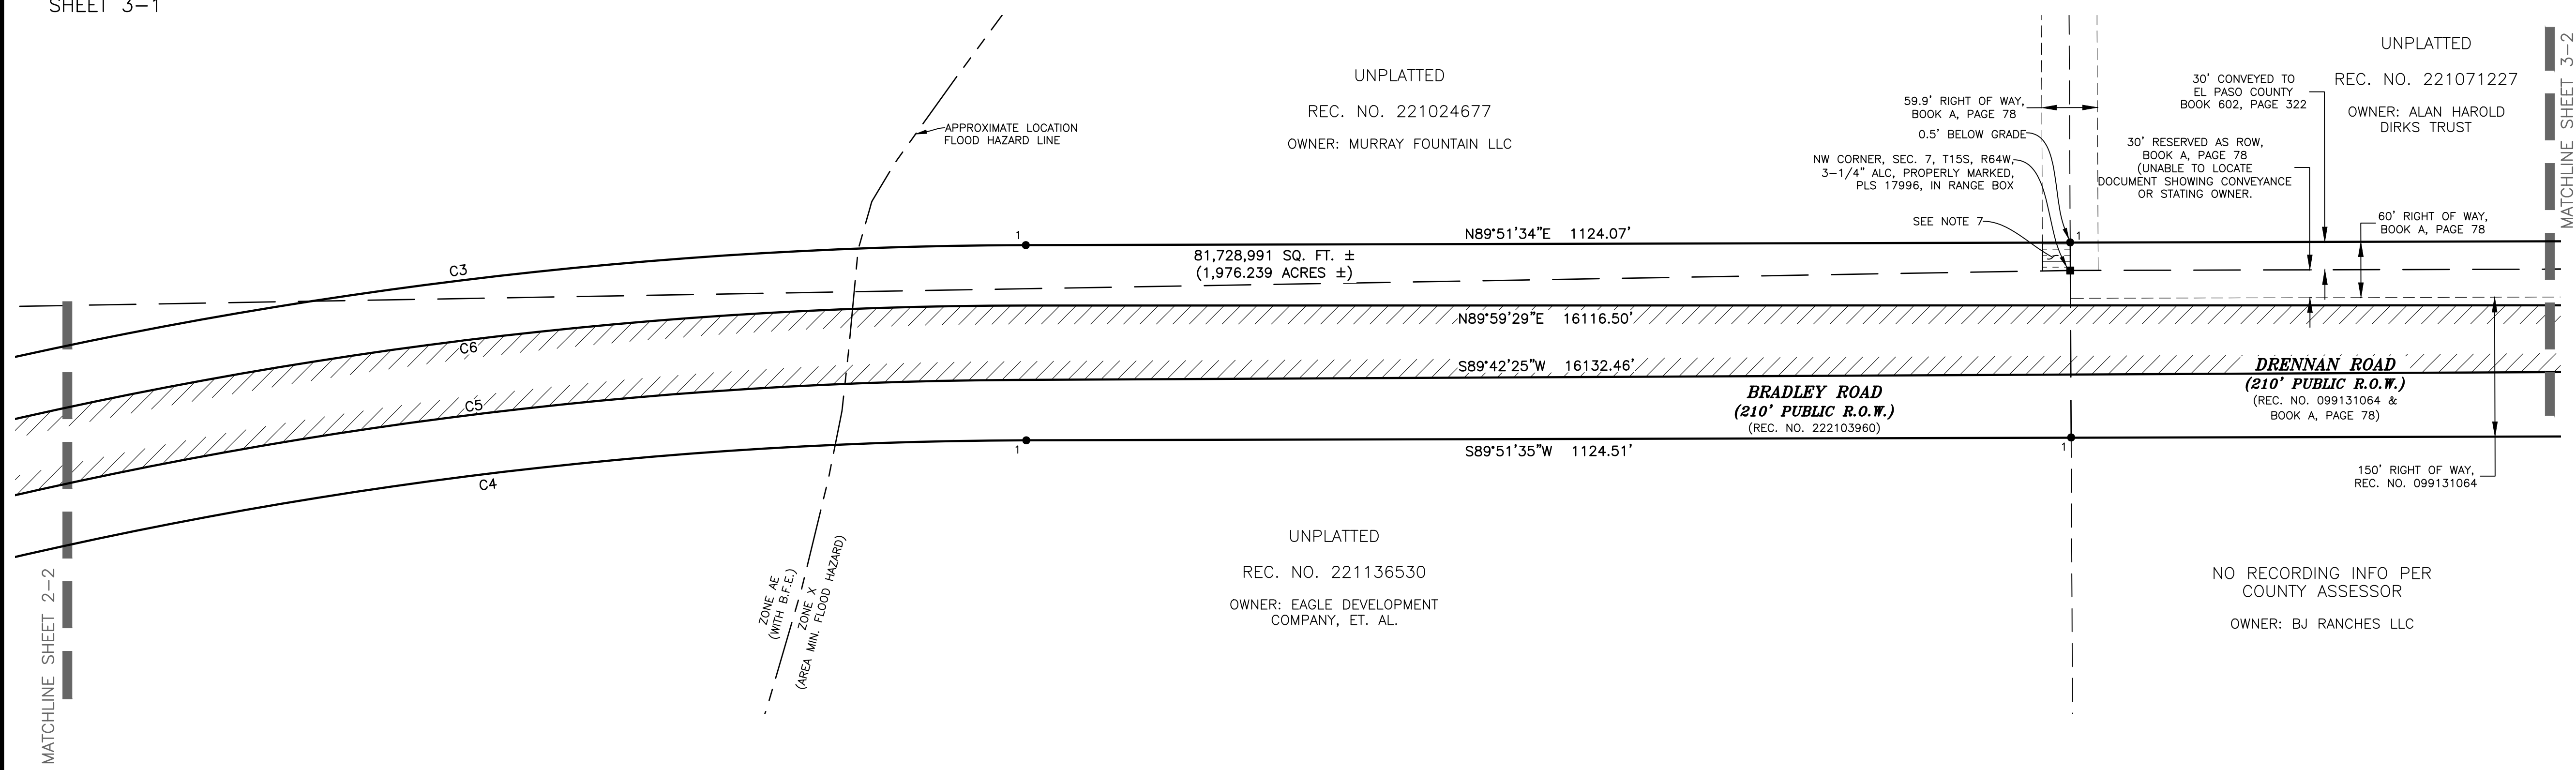 SHEET 3-1
UNPLATTED
REC. NO. 221024677
OWNER: MURRAY FOUNTAIN LLC
APPROXIMATE LOCATION
FLOOD HAZARD LINE
59.9' RIGHT OF WAY,
BOOK A, PAGE 78
0.5' BELOW GRADE
NW CORNER, SEC. 7, T15S, R64W,
3-1/4" ALC, PROPERLY MARKED,
PLS 17996, IN RANGE BOX
SEE NOTE 7
30' CONVEYED TO
EL PASO COUNTY
BOOK 602, PAGE 322
30' RESERVED AS ROW,
BOOK A, PAGE 78
(UNABLE TO LOCATE
DOCUMENT SHOWING CONVEYANCE
OR STATING OWNER.
UNPLATTED
REC. NO. 221071227
OWNER: ALAN HAROLD
DIRKS TRUST
60' RIGHT OF WAY,
BOOK A, PAGE 78
MATCHLINE SHEET 3-2
1
N89°51'34"E 1124.07'
1
81,728,991 SQ. FT. ±
(1,976.239 ACRES ±)
C3
C6
N89°59'29"E 16116.50'
S89°42'25"W 16132.46'
C5
BRADLEY ROAD
(210' PUBLIC R.O.W.)
(REC. NO. 222103960)
DRENNAN ROAD
(210' PUBLIC R.O.W.)
(REC. NO. 099131064 &
BOOK A, PAGE 78)
C4
1
S89°51'35"W 1124.51'
1
150' RIGHT OF WAY,
REC. NO. 099131064
MATCHLINE SHEET 2-2
ZONE AE
(WITH B.F.E.)
ZONE X
(AREA MIN. FLOOD HAZARD)
UNPLATTED
REC. NO. 221136530
OWNER: EAGLE DEVELOPMENT
COMPANY, ET. AL.
NO RECORDING INFO PER
COUNTY ASSESSOR
OWNER: BJ RANCHES LLC